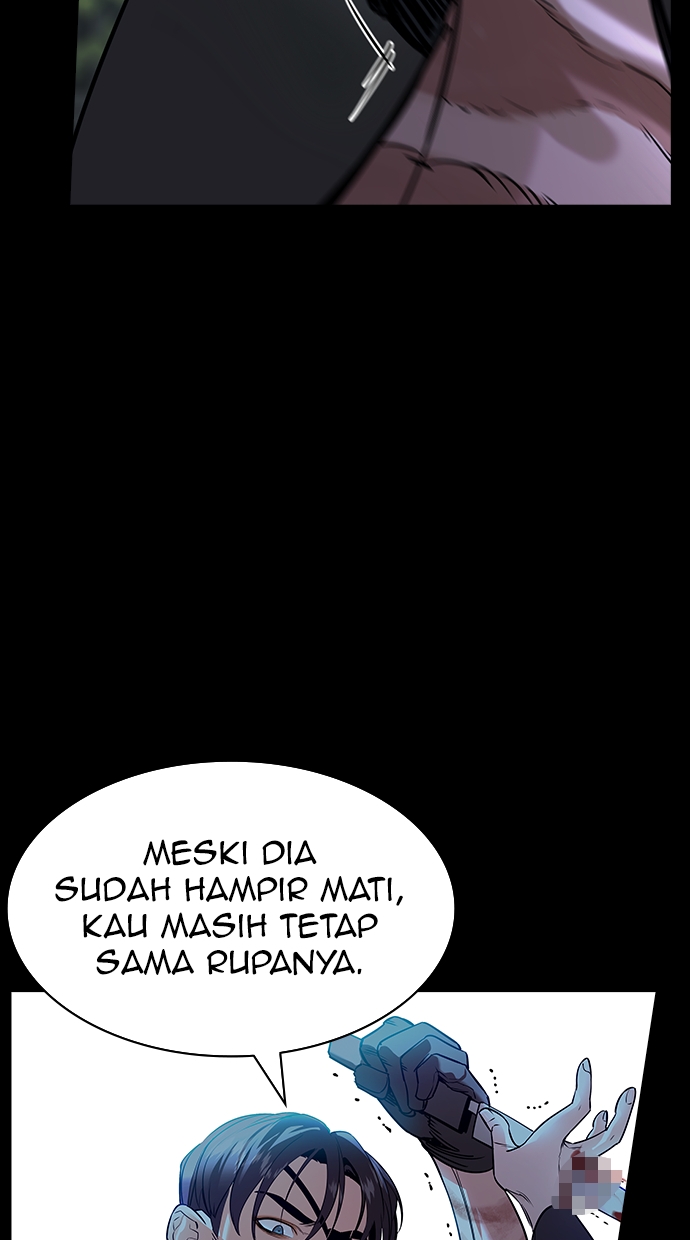 MESKI DIA
SUDAH HAMPIR MATI,
KAU MASIH TETAP
SAMA RUPANYA.